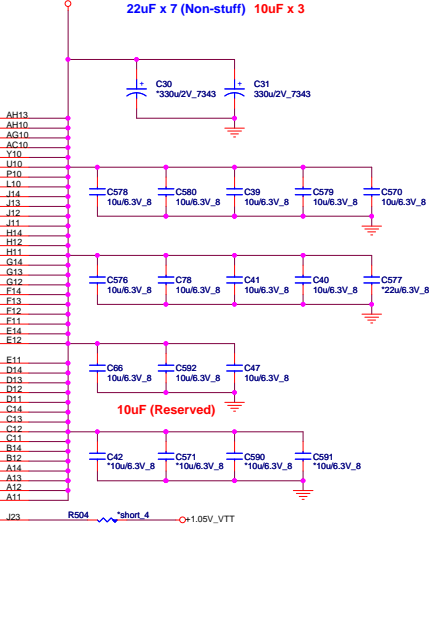 22uF x 7 (Non-stuff) 10uF x 3
C30
*330u/2V_7343
C31
330u/2V_7343
AH13
AH10
AG10
AC10
Y10
U10
P10
L10
J14
J13
J12
J11
H14
H12
H11
G14
G13
G12
F14
F13
F12
F11
E14
E12
E11
D14
D13
D12
D11
C14
C13
C12
C11
B14
B12
A14
A13
A12
A11
C578
10u/6.3V_8
C580
10u/6.3V_8
C39
10u/6.3V_8
C579
10u/6.3V_8
C570
10u/6.3V_8
C576
10u/6.3V_8
C78
10u/6.3V_8
C41
10u/6.3V_8
C40
10u/6.3V_8
C577
*22u/6.3V_8
C66
10u/6.3V_8
C592
10u/6.3V_8
C47
10u/6.3V_8
10uF (Reserved)
C42
*10u/6.3V_8
C571
*10u/6.3V_8
C590
*10u/6.3V_8
C591
*10u/6.3V_8
J23
R504
*short_4
+1.05V_VTT